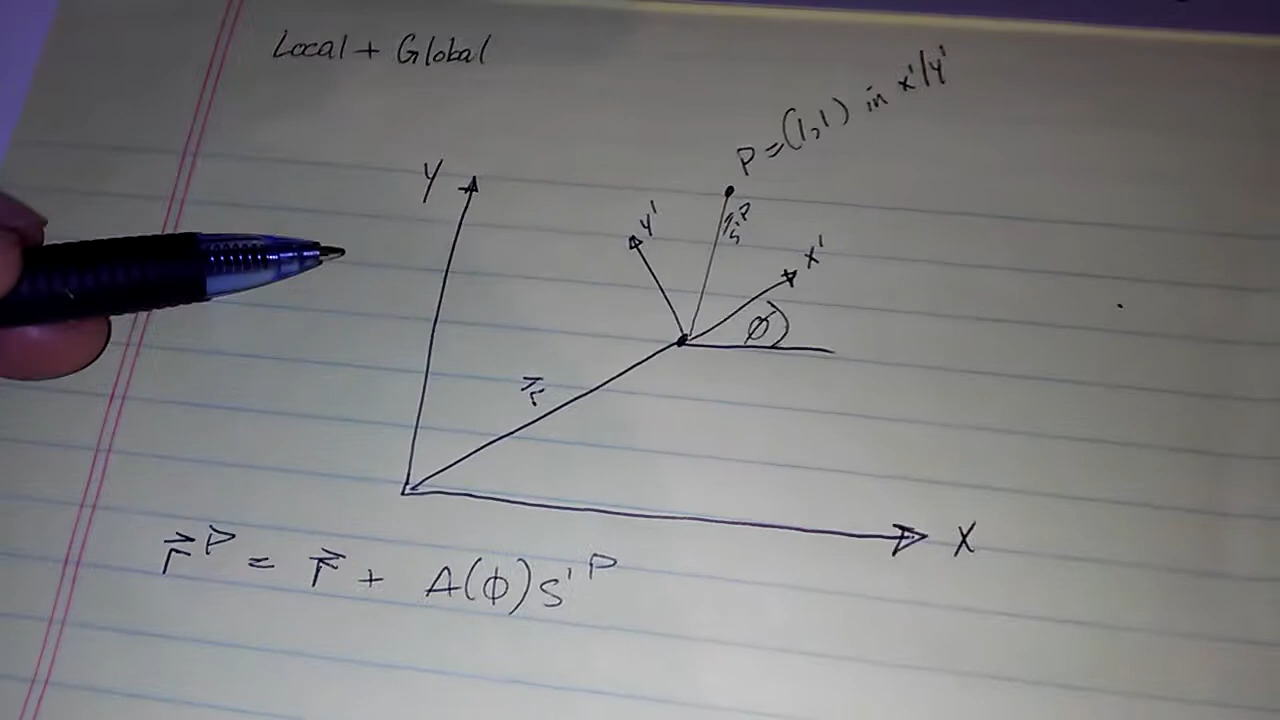 Local + Global
P=(1,1) in x'/y'
Y
y'
s⃗ᴾ
x'
ϕ
r⃗
X
r⃗ᴾ = r⃗ + A(ϕ)s'ᴾ